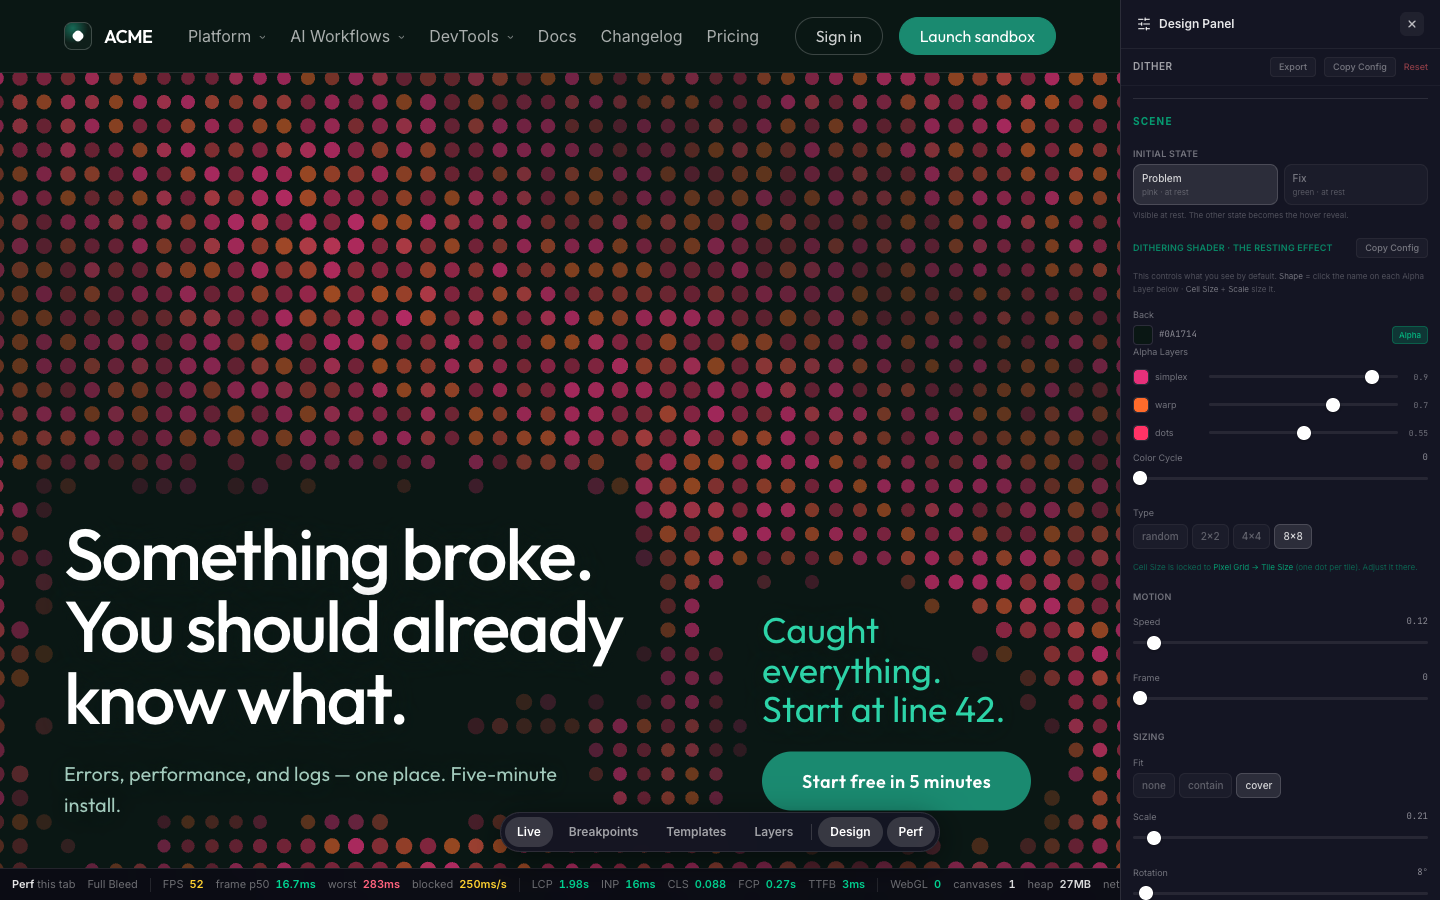 ACME
Platform
AI Workflows
DevTools
Docs
Changelog
Pricing
Sign in
Launch sandbox
Something broke.
You should already
know what.
Errors, performance, and logs — one place. Five-minute
install.
Caught
everything.
Start at line 42.
Start free in 5 minutes
Live
Breakpoints
Templates
Layers
Design
Perf
Perf this tab Full Bleed FPS 52 frame p50 16.7ms worst 283ms blocked 250ms/s LCP 1.98s INP 16ms CLS 0.088 FCP 0.27s TTFB 3ms WebGL 0 canvases 1 heap 27MB net
Design Panel
DITHER
Export
Copy Config
Reset
SCENE
INITIAL STATE
Problem
pink · at rest
Fix
green · at rest
Visible at rest. The other state becomes the hover reveal.
DITHERING SHADER · THE RESTING EFFECT
Copy Config
This controls what you see by default. Shape = click the name on each Alpha
Layer below · Cell Size + Scale size it.
Back
#0A1714
Alpha
Alpha Layers
simplex 0.9
warp 0.7
dots 0.55
Color Cycle 0
Type
random
2×2
4×4
8×8
Cell Size is locked to Pixel Grid → Tile Size (one dot per tile). Adjust it there.
MOTION
Speed 0.12
Frame 0
SIZING
Fit
none
contain
cover
Scale 0.21
Rotation 8°